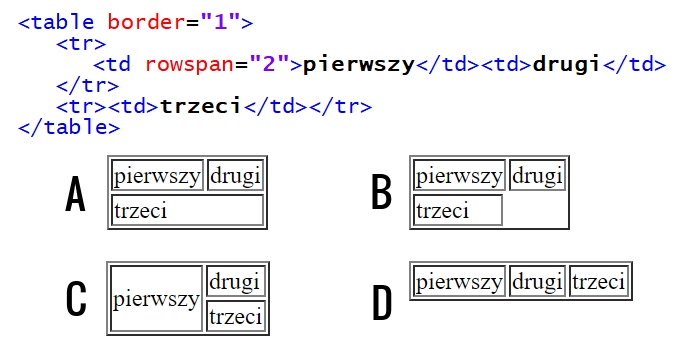 <table border="1">
<tr>
<td rowspan="2">pierwszy</td><td>drugi</td>
</tr>
<tr><td>trzeci</td></tr>
</table>
A pierwszy drugi
trzeci
B pierwszy drugi
trzeci
C pierwszy drugi
trzeci
D pierwszy drugi trzeci